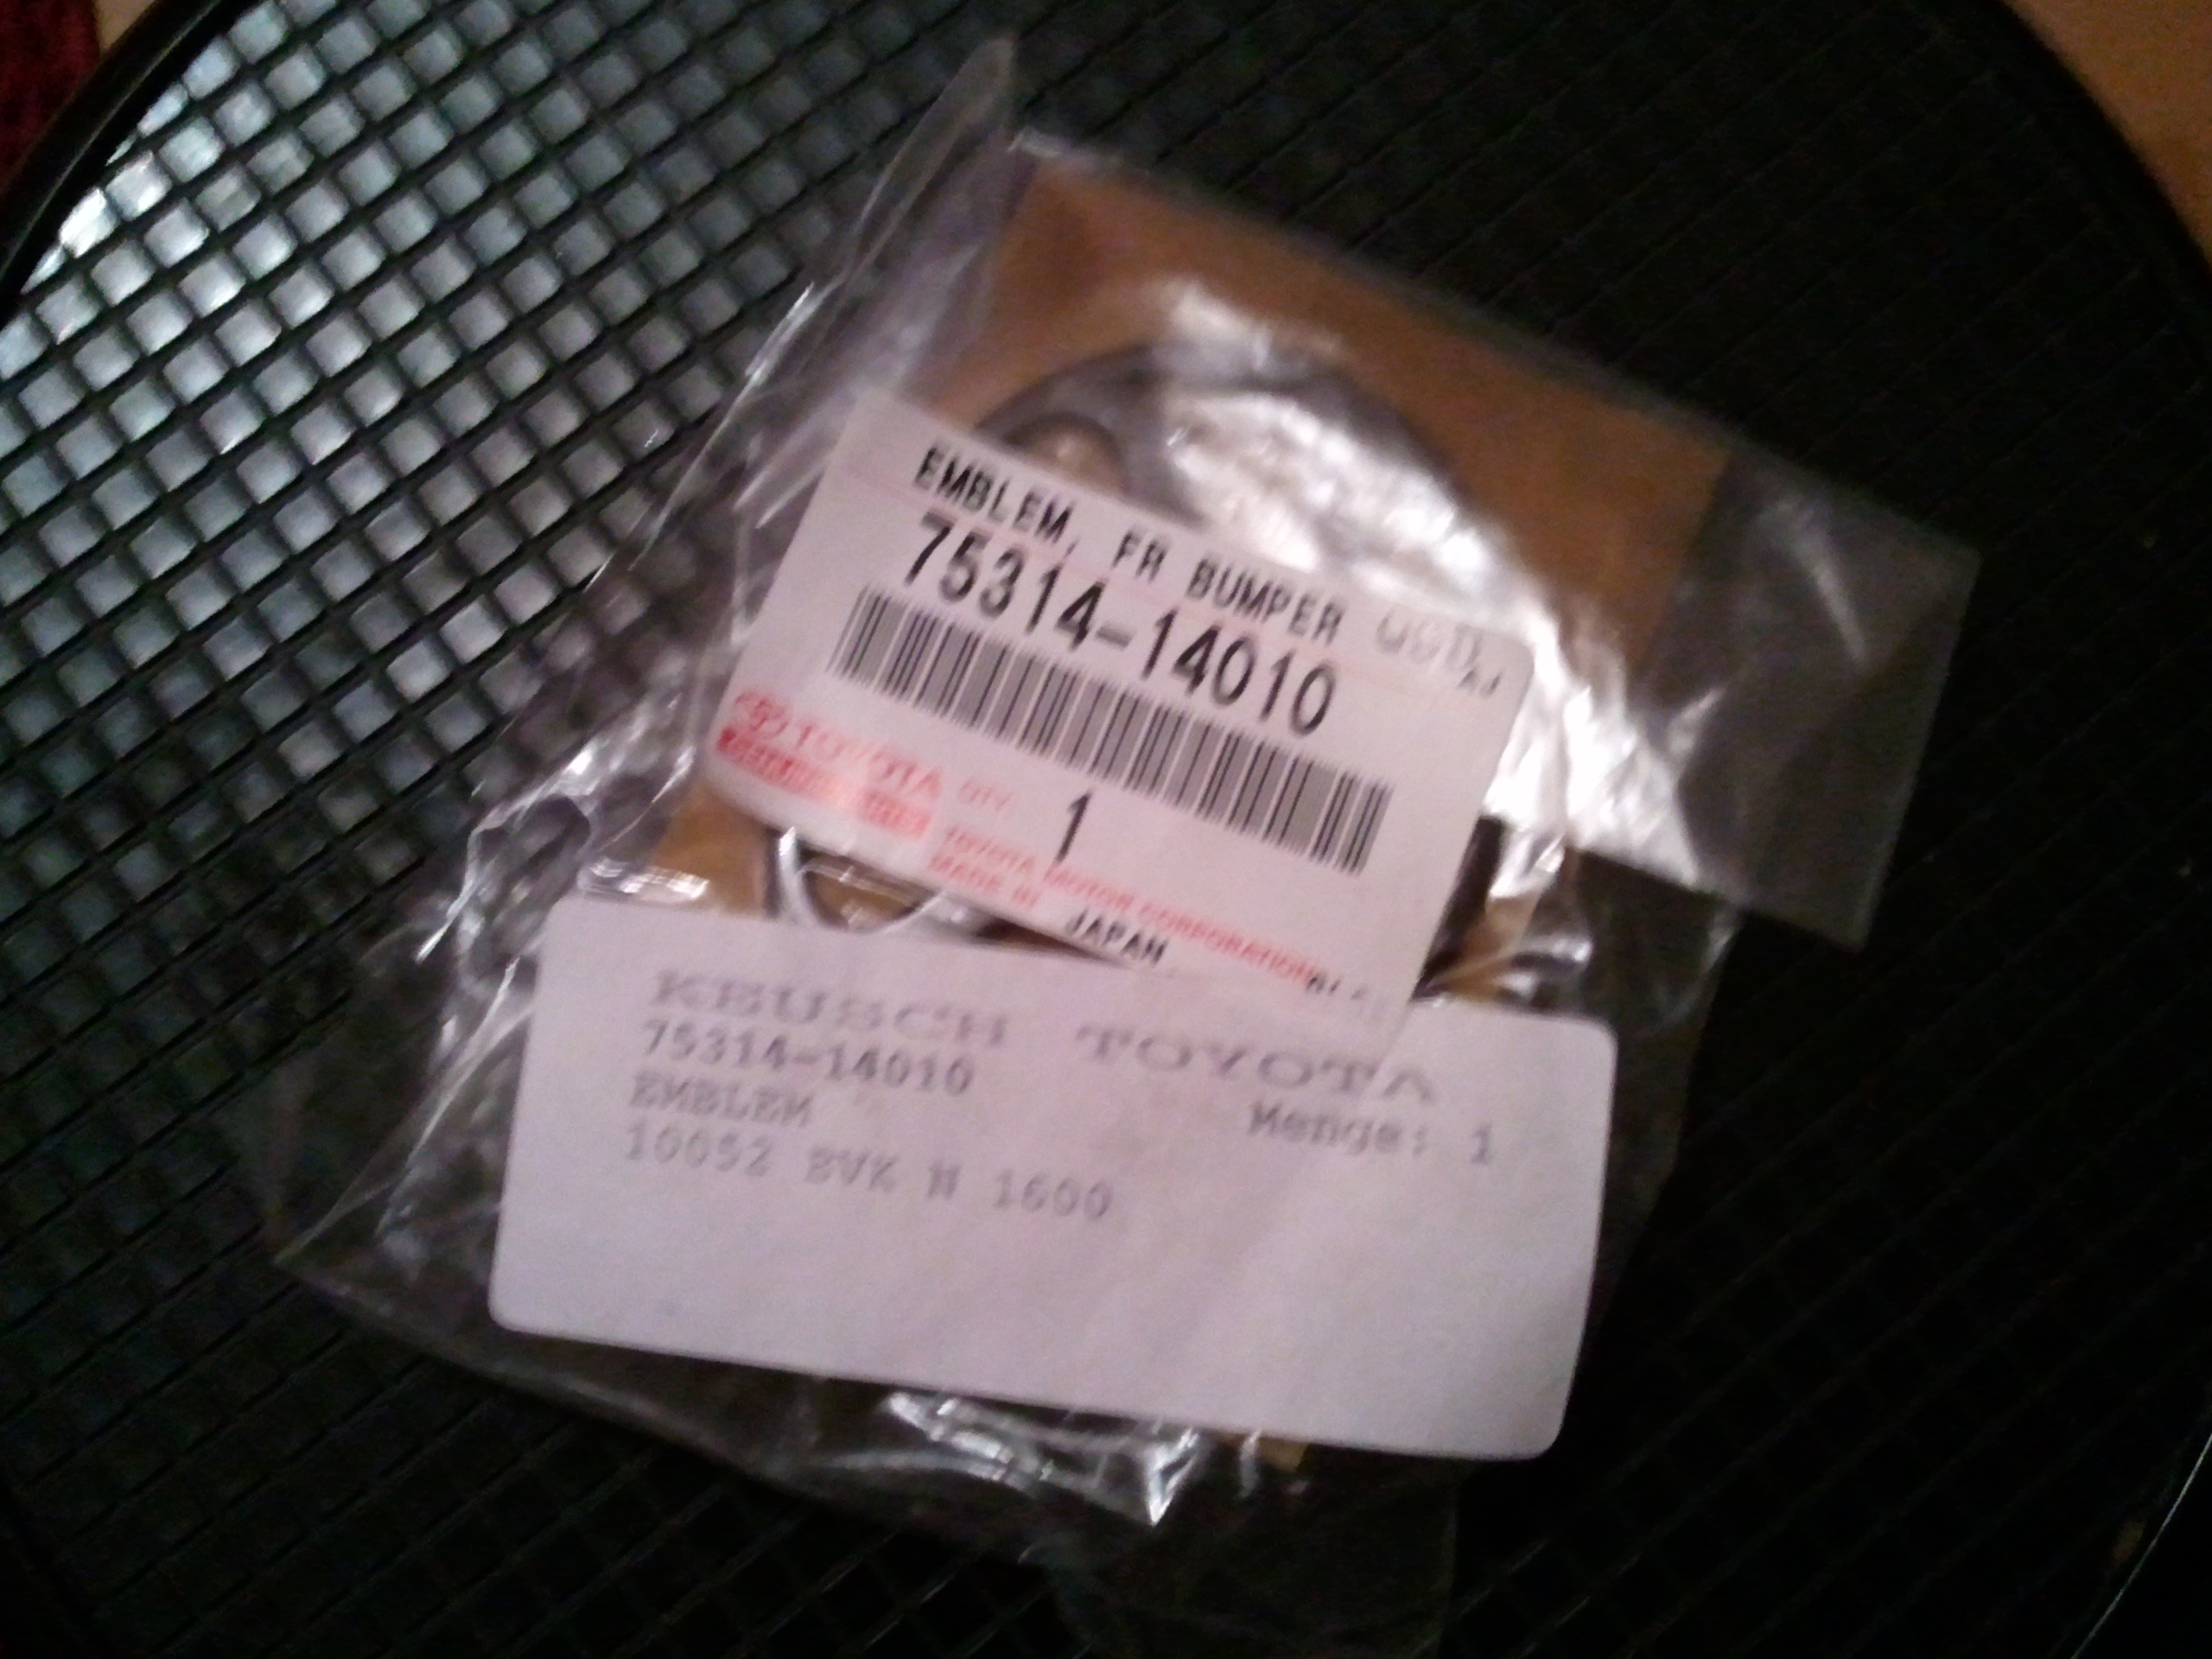 EMBLEM, FR BUMPER
75314-14010
TOYOTA QTY. 1
TOYOTA MOTOR CORPORATION
MADE IN JAPAN
KEUSCH TOYOTA
75314-14010
EMBLEM Menge: 1
10052 BVK N 1600